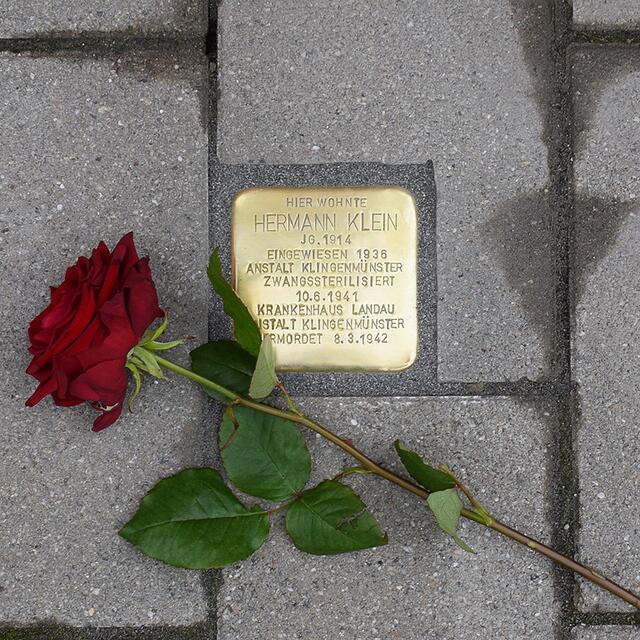 HIER WOHNTE
HERMANN KLEIN
JG.1914
EINGEWIESEN 1936
ANSTALT KLINGENMÜNSTER
ZWANGSSTERILISIERT
10.6.1941
KRANKENHAUS LANDAU
NSTALT KLINGENMÜNSTER
ERMORDET 8.3.1942